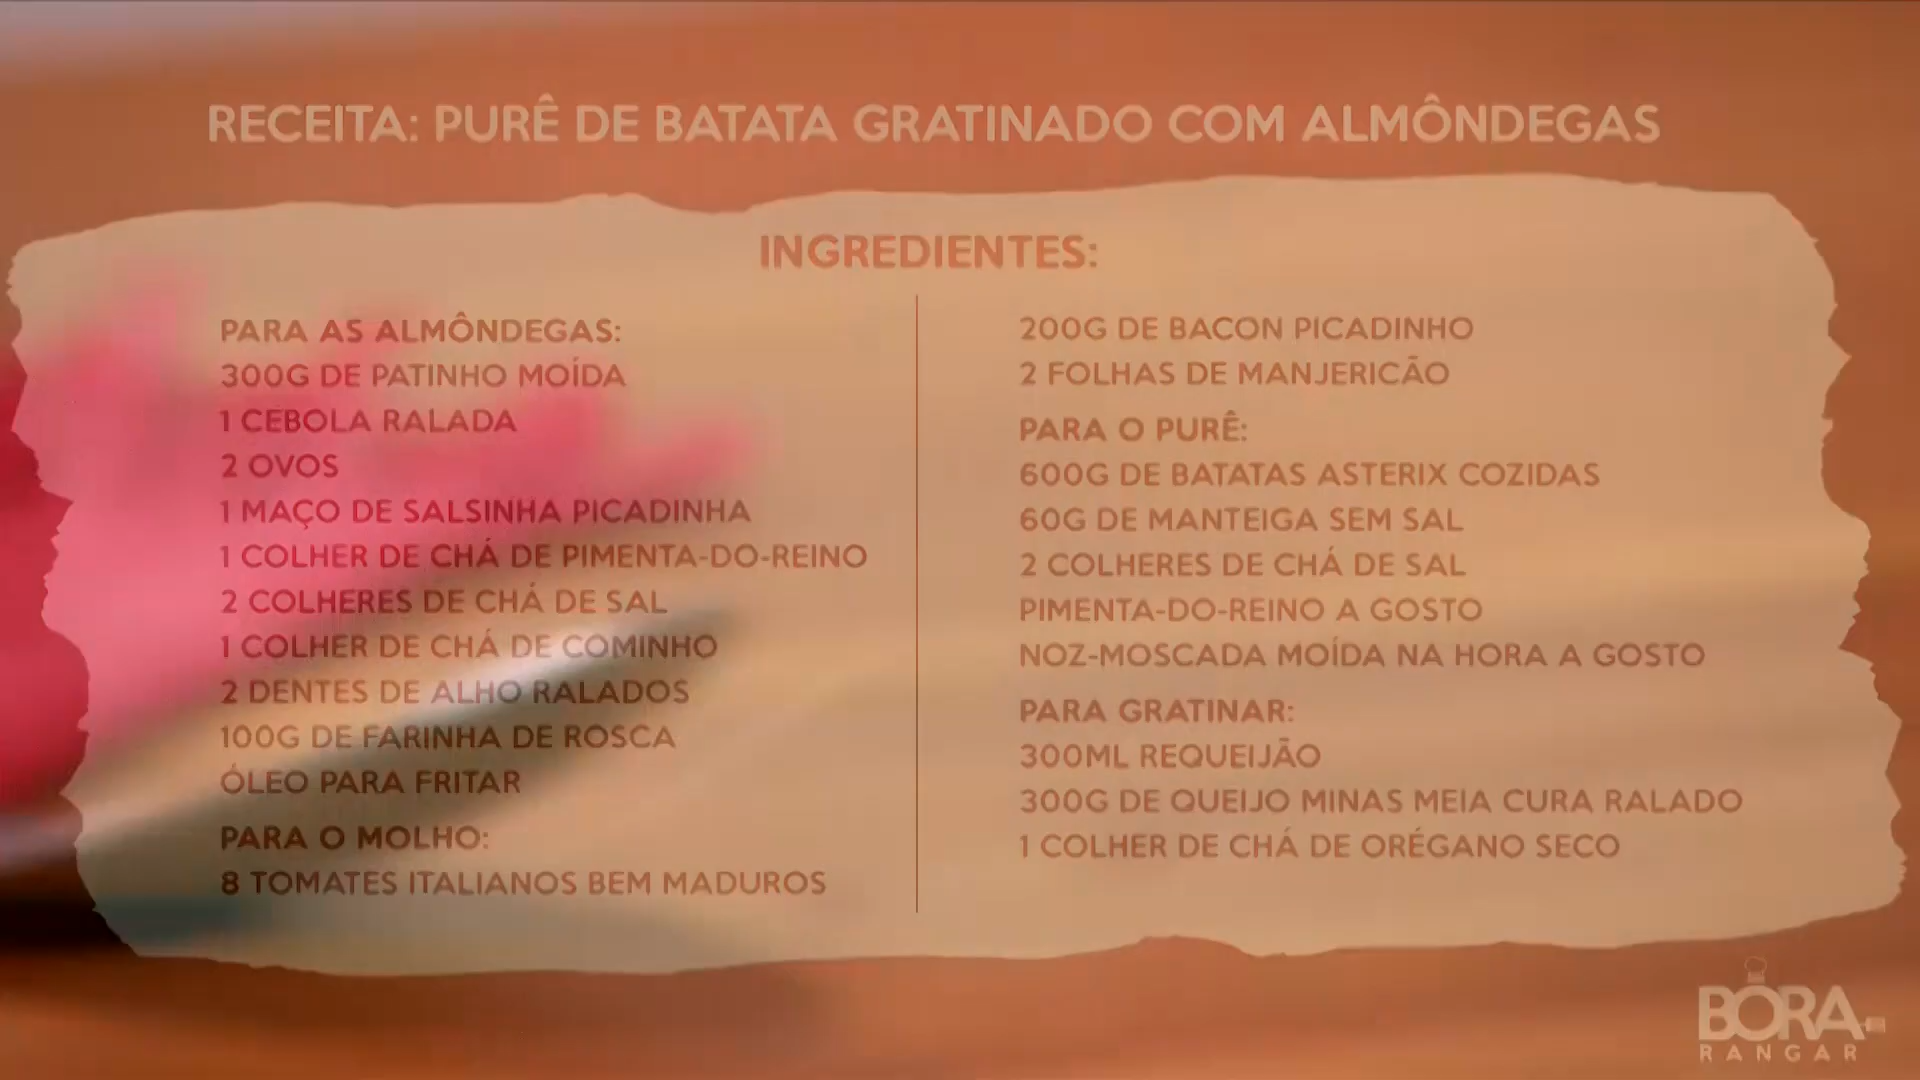 RECEITA: PURÊ DE BATATA GRATINADO COM ALMÔNDEGAS
INGREDIENTES:
PARA AS ALMÔNDEGAS:
300G DE PATINHO MOÍDA
1 CEBOLA RALADA
2 OVOS
1 MAÇO DE SALSINHA PICADINHA
1 COLHER DE CHÁ DE PIMENTA-DO-REINO
2 COLHERES DE CHÁ DE SAL
1 COLHER DE CHÁ DE COMINHO
2 DENTES DE ALHO RALADOS
100G DE FARINHA DE ROSCA
ÓLEO PARA FRITAR
PARA O MOLHO:
8 TOMATES ITALIANOS BEM MADUROS
200G DE BACON PICADINHO
2 FOLHAS DE MANJERICÃO
PARA O PURÊ:
600G DE BATATAS ASTERIX COZIDAS
60G DE MANTEIGA SEM SAL
2 COLHERES DE CHÁ DE SAL
PIMENTA-DO-REINO A GOSTO
NOZ-MOSCADA MOÍDA NA HORA A GOSTO
PARA GRATINAR:
300ML REQUEIJÃO
300G DE QUEIJO MINAS MEIA CURA RALADO
1 COLHER DE CHÁ DE ORÉGANO SECO
BORA
RANGAR